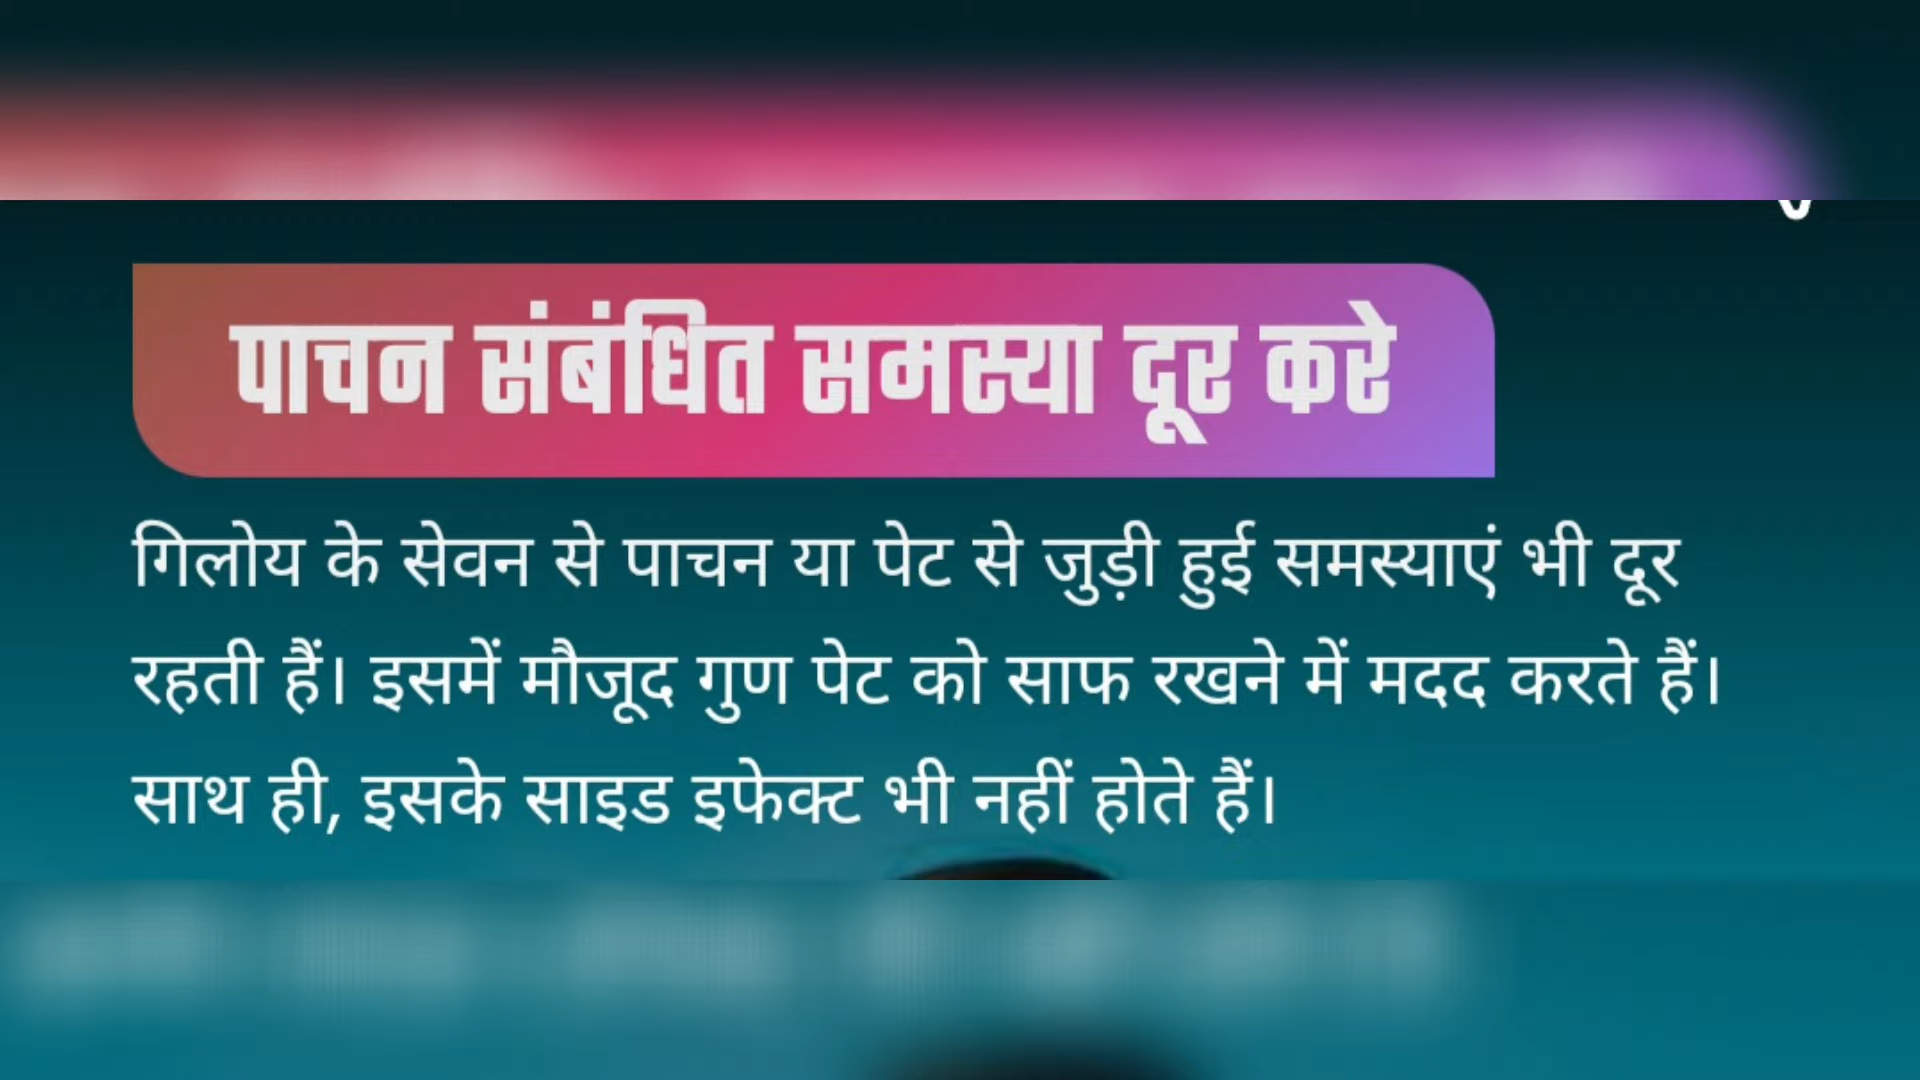 पाचन संबंधित समस्या दूर करे
गिलोय के सेवन से पाचन या पेट से जुड़ी हुई समस्याएं भी दूर
रहती हैं। इसमें मौजूद गुण पेट को साफ रखने में मदद करते हैं।
साथ ही, इसके साइड इफेक्ट भी नहीं होते हैं।